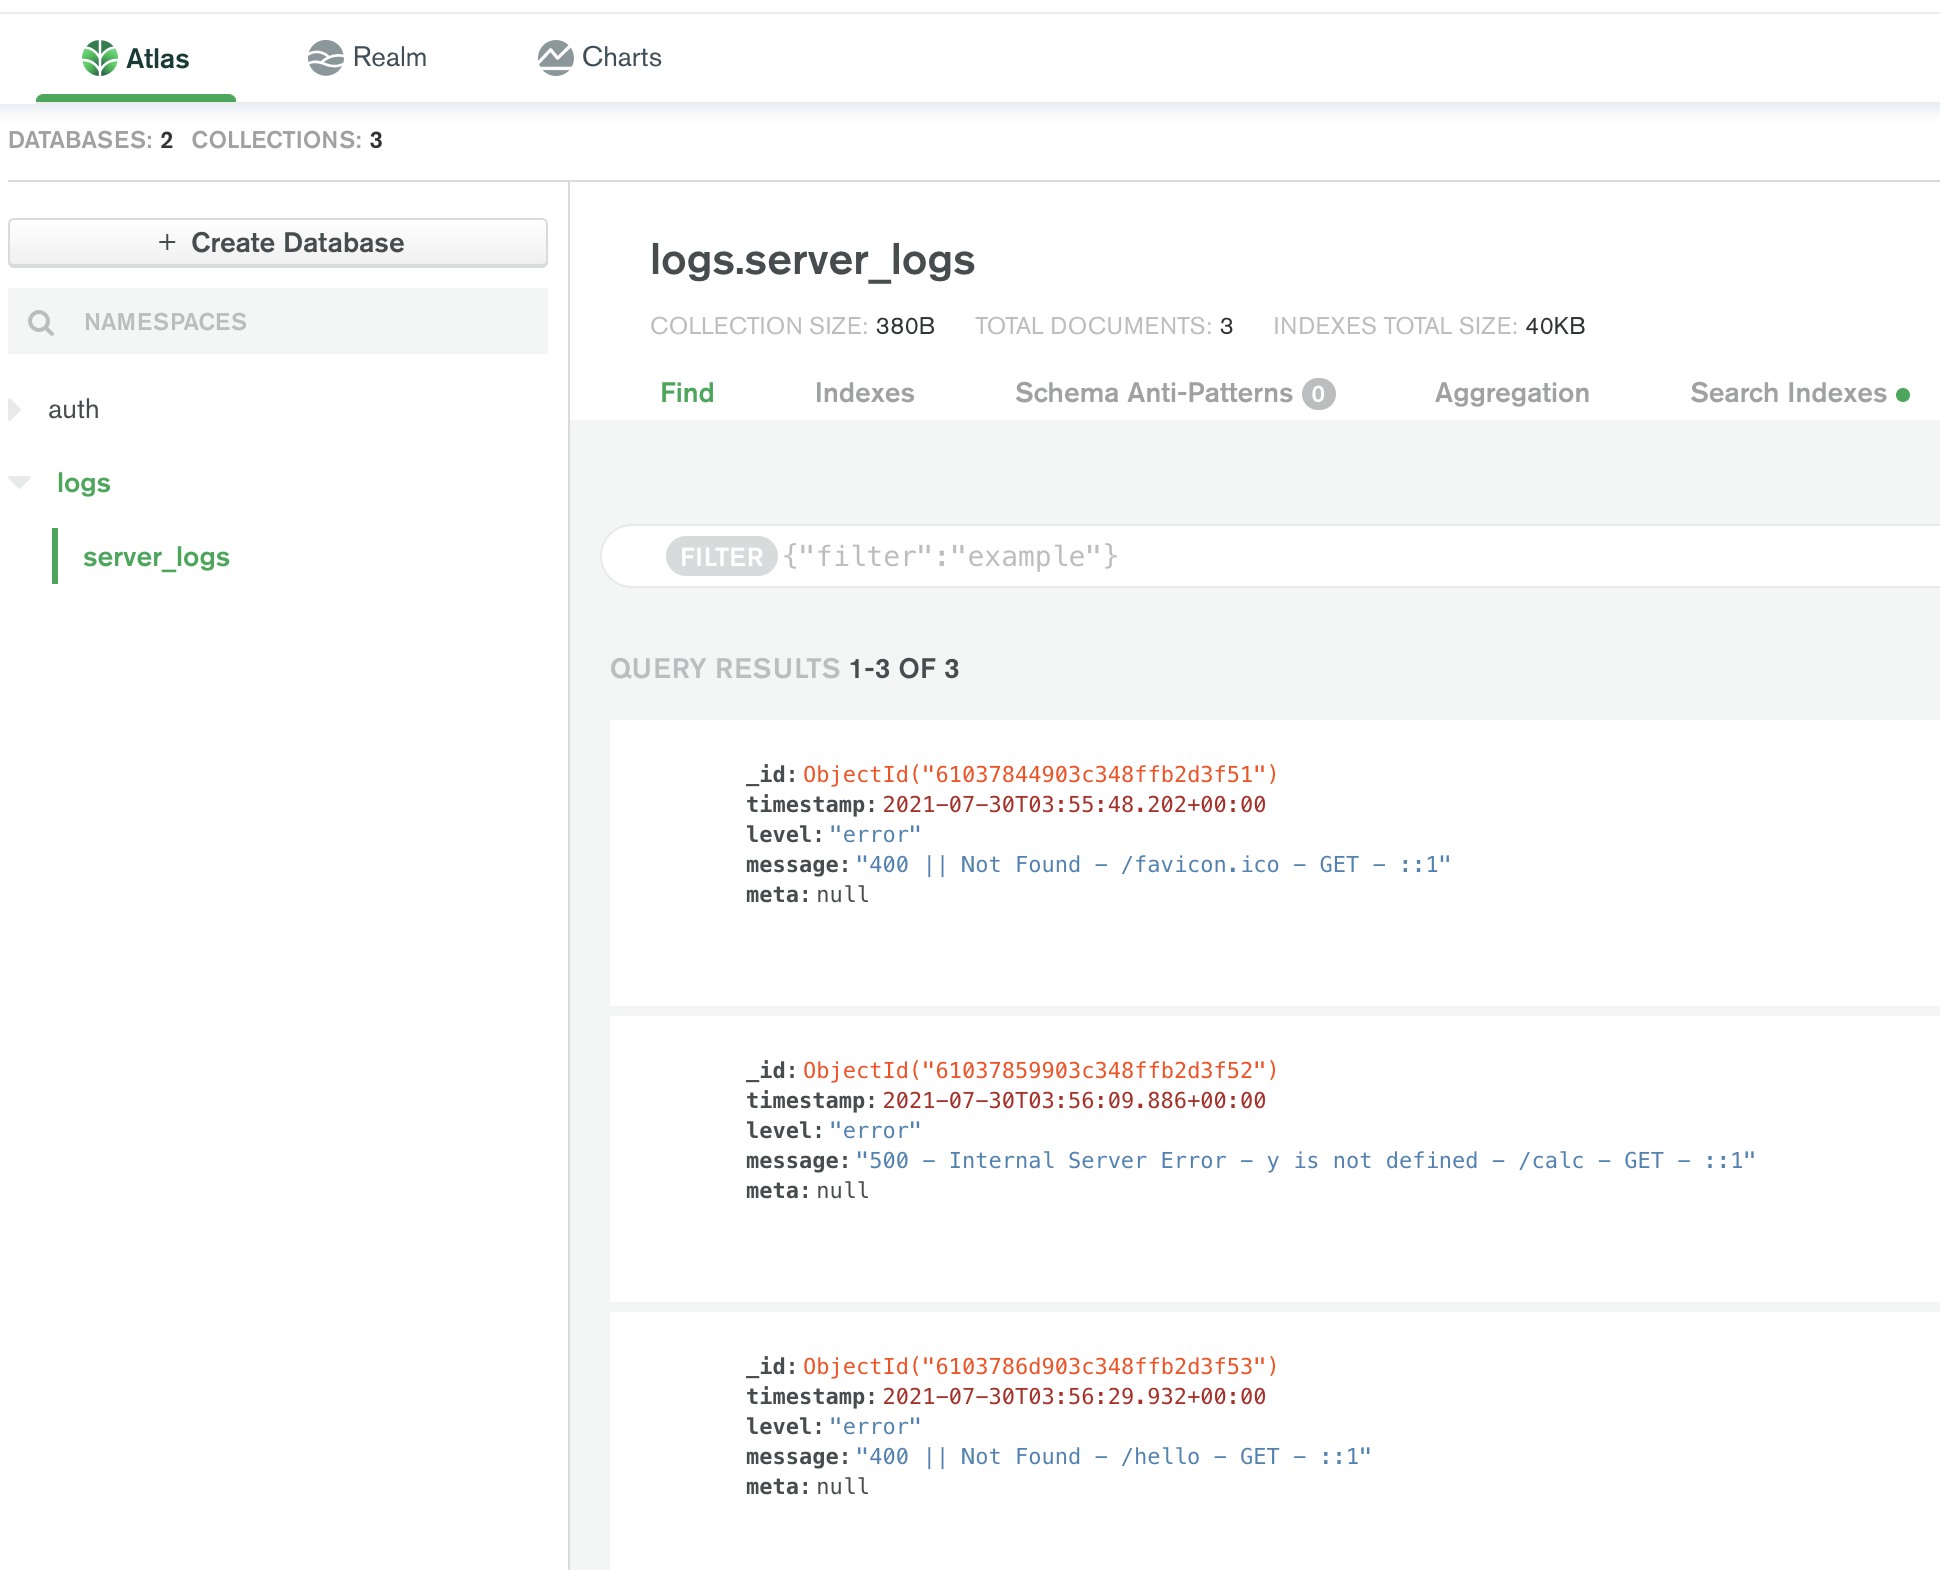 Atlas
Realm
Charts
DATABASES: 2 COLLECTIONS: 3
+ Create Database
NAMESPACES
auth
logs
server_logs
logs.server_logs
COLLECTION SIZE: 380B TOTAL DOCUMENTS: 3 INDEXES TOTAL SIZE: 40KB
Find Indexes Schema Anti-Patterns 0 Aggregation Search Indexes
FILTER {"filter":"example"}
QUERY RESULTS 1-3 OF 3
_id: ObjectId("61037844903c348ffb2d3f51")
timestamp: 2021-07-30T03:55:48.202+00:00
level: "error"
message: "400 || Not Found - /favicon.ico - GET - ::1"
meta: null
_id: ObjectId("61037859903c348ffb2d3f52")
timestamp: 2021-07-30T03:56:09.886+00:00
level: "error"
message: "500 - Internal Server Error - y is not defined - /calc - GET - ::1"
meta: null
_id: ObjectId("6103786d903c348ffb2d3f53")
timestamp: 2021-07-30T03:56:29.932+00:00
level: "error"
message: "400 || Not Found - /hello - GET - ::1"
meta: null